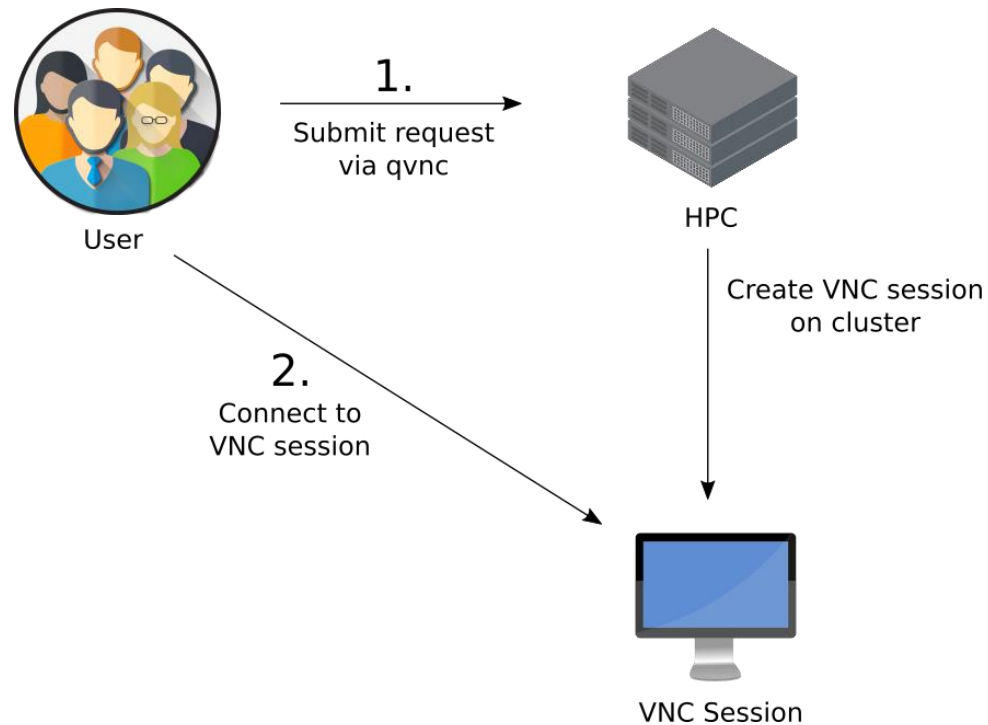 1.
Submit request
via qvnc
User
HPC
Create VNC session
on cluster
2.
Connect to
VNC session
VNC Session